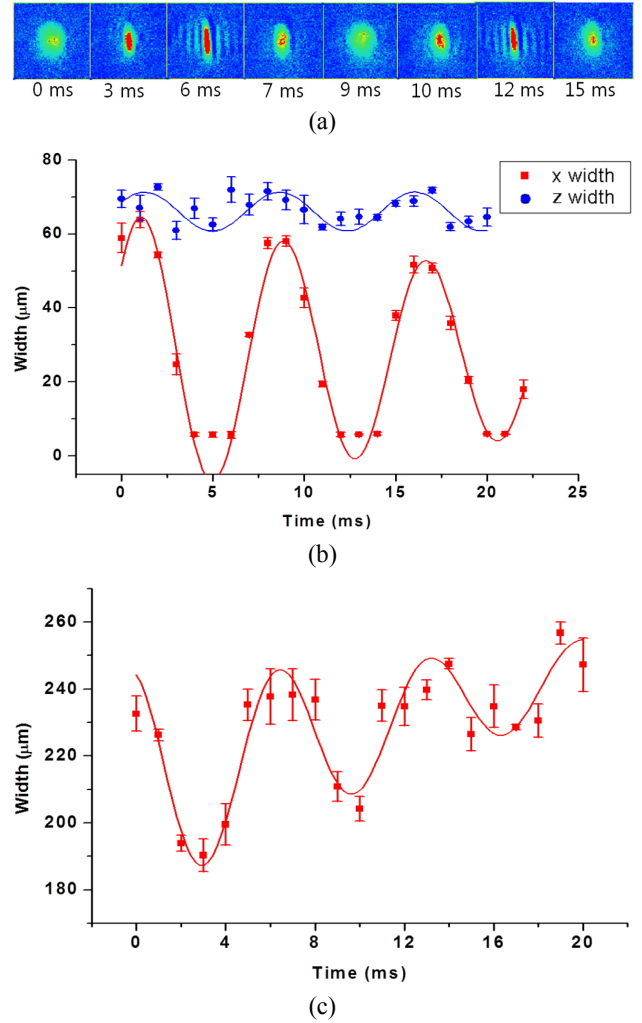 0 ms 3 ms 6 ms 7 ms 9 ms 10 ms 12 ms 15 ms
(a)
80
60
40
20
0
Width (μm)
x width
z width
0 5 10 15 20 25
Time (ms)
(b)
260
240
220
200
180
Width (μm)
0 4 8 12 16 20
Time (ms)
(c)